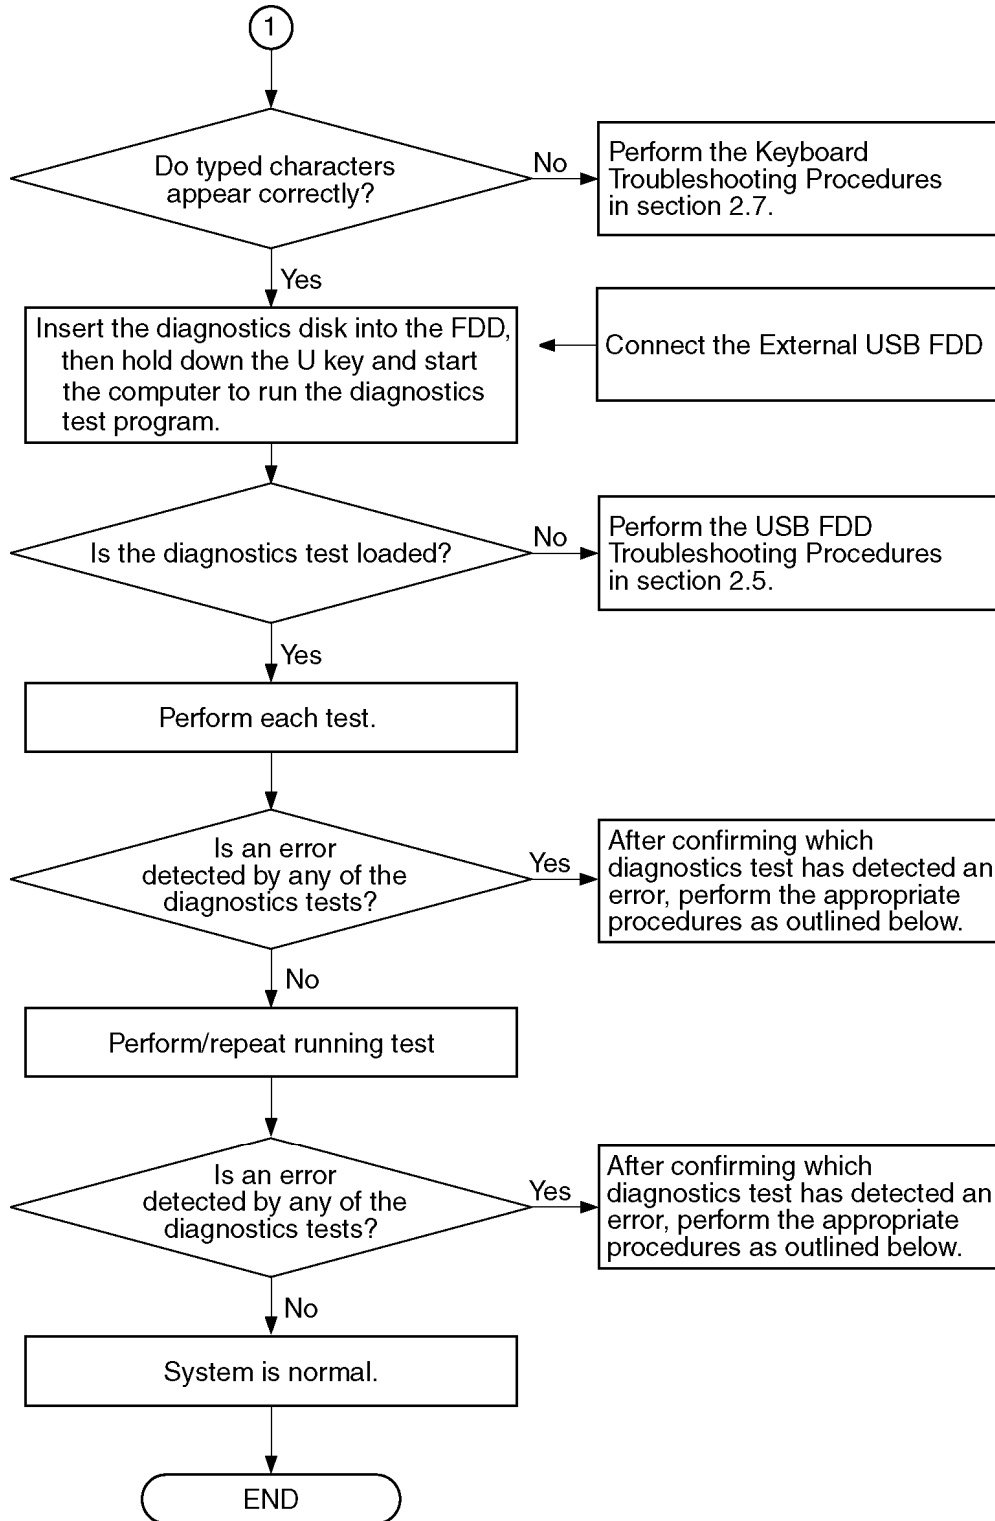 1
Do typed characters
appear correctly?
No
Perform the Keyboard
Troubleshooting Procedures
in section 2.7.
Yes
Insert the diagnostics disk into the FDD,
then hold down the U key and start
the computer to run the diagnostics
test program.
Connect the External USB FDD
Is the diagnostics test loaded?
No
Perform the USB FDD
Troubleshooting Procedures
in section 2.5.
Yes
Perform each test.
Is an error
detected by any of the
diagnostics tests?
Yes
After confirming which
diagnostics test has detected an
error, perform the appropriate
procedures as outlined below.
No
Perform/repeat running test
Is an error
detected by any of the
diagnostics tests?
Yes
After confirming which
diagnostics test has detected an
error, perform the appropriate
procedures as outlined below.
No
System is normal.
END